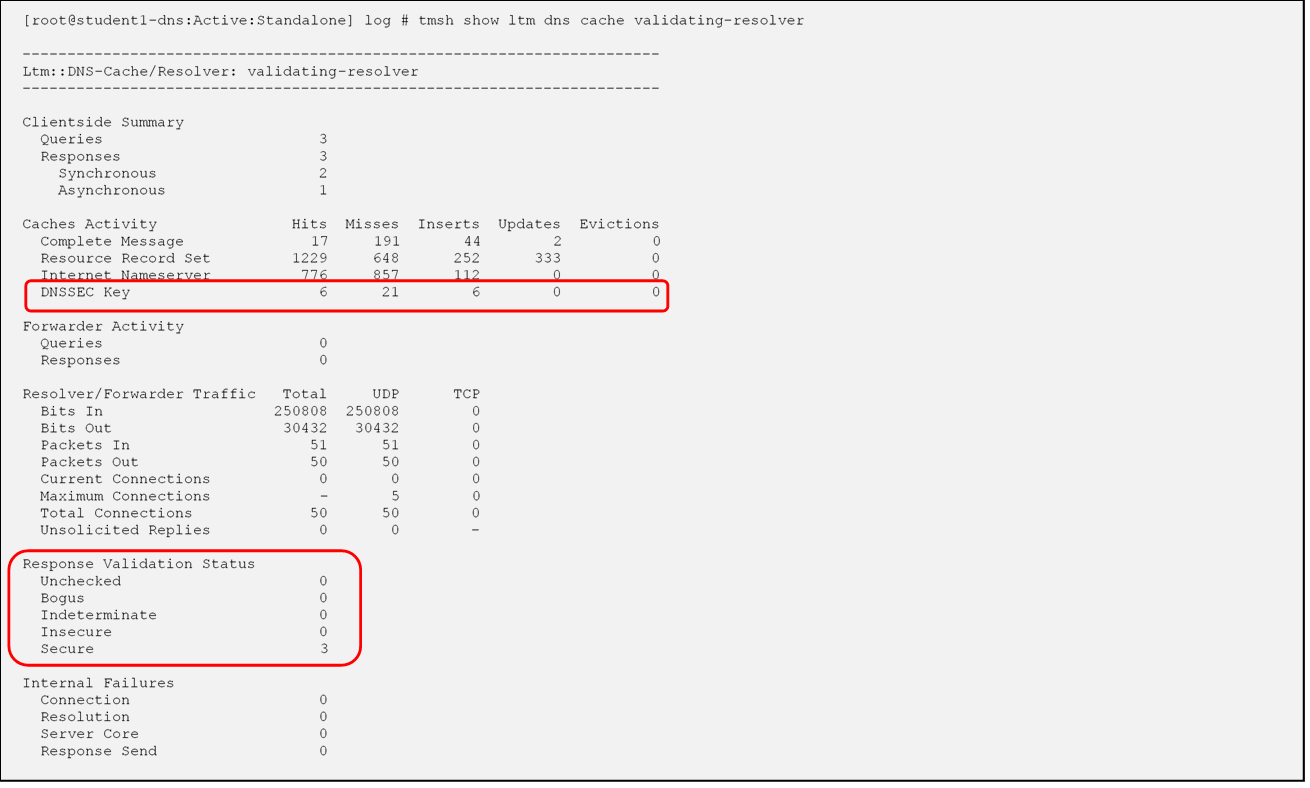 [root@student1-dns:Active:Standalone] log # tmsh show ltm dns cache validating-resolver
-----------------------------------------------------------------------
Ltm::DNS-Cache/Resolver: validating-resolver
-----------------------------------------------------------------------
Clientside Summary
Queries 3
Responses 3
Synchronous 2
Asynchronous 1
Caches Activity Hits Misses Inserts Updates Evictions
Complete Message 17 191 44 2 0
Resource Record Set 1229 648 252 333 0
Internet Nameserver 776 857 112 0 0
DNSSEC Key 6 21 6 0 0
Forwarder Activity
Queries 0
Responses 0
Resolver/Forwarder Traffic Total UDP TCP
Bits In 250808 250808 0
Bits Out 30432 30432 0
Packets In 51 51 0
Packets Out 50 50 0
Current Connections 0 0 0
Maximum Connections - 5 0
Total Connections 50 50 0
Unsolicited Replies 0 0 -
Response Validation Status
Unchecked 0
Bogus 0
Indeterminate 0
Insecure 0
Secure 3
Internal Failures
Connection 0
Resolution 0
Server Core 0
Response Send 0